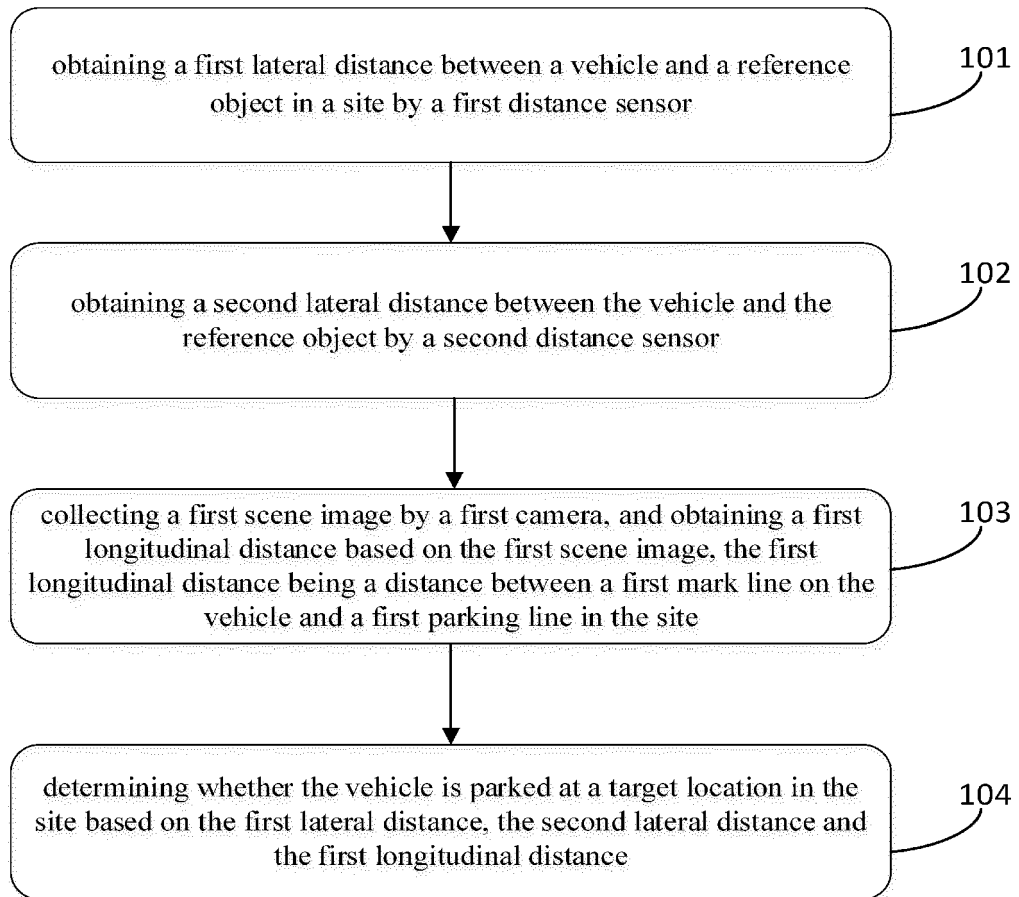 obtaining a first lateral distance between a vehicle and a reference
object in a site by a first distance sensor
101
obtaining a second lateral distance between the vehicle and the
reference object by a second distance sensor
102
collecting a first scene image by a first camera, and obtaining a first
longitudinal distance based on the first scene image, the first
longitudinal distance being a distance between a first mark line on the
vehicle and a first parking line in the site
103
determining whether the vehicle is parked at a target location in the
site based on the first lateral distance, the second lateral distance and
the first longitudinal distance
104